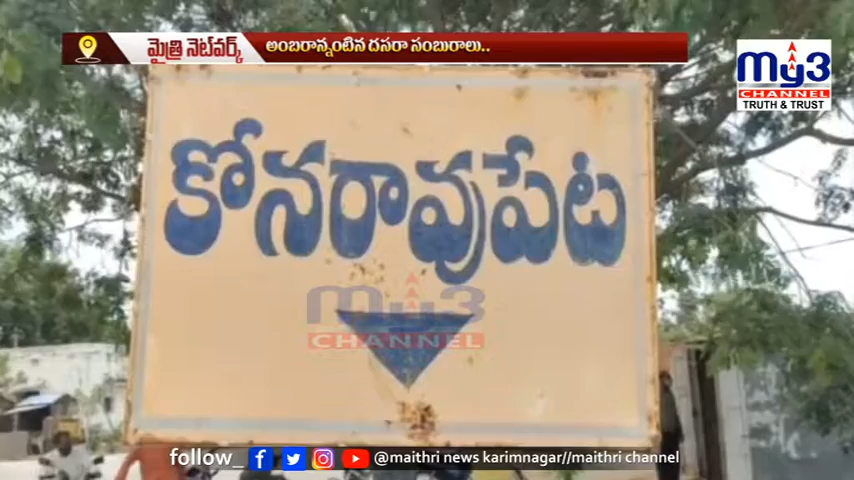 మైత్రి నెట్‌వర్క్ అంబరాన్నంటిన దసరా సంబురాలు..
My3
CHANNEL
TRUTH & TRUST
కోనరావుపేట
My3
CHANNEL
follow_ @maithri news karimnagar//maithri channel